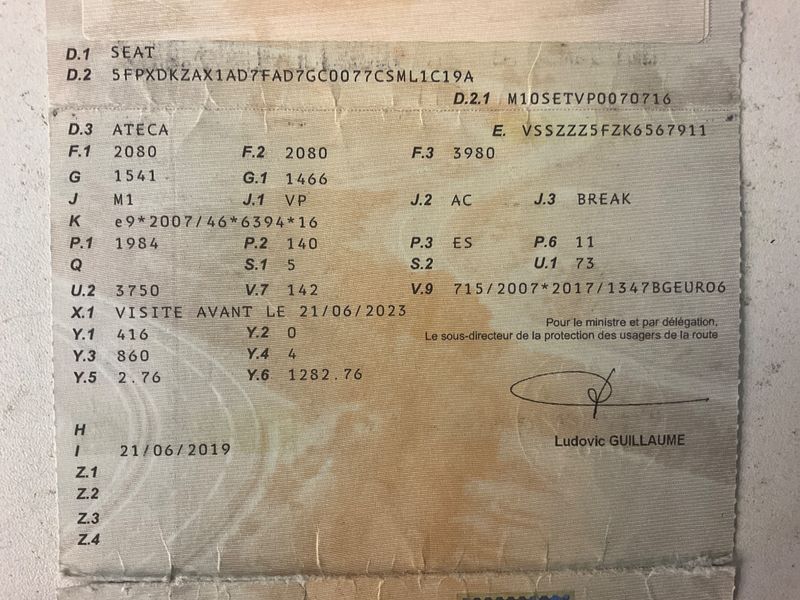 D.1 SEAT
D.2 5FPXDKZAX1AD7FAD7GC0077CSML1C19A
D.2.1 M10SETVP0070716
D.3 ATECA E. VSSZZZ5FZK6567911
F.1 2080 F.2 2080 F.3 3980
G 1541 G.1 1466
J M1 J.1 VP J.2 AC J.3 BREAK
K e9*2007/46*6394*16
P.1 1984 P.2 140 P.3 ES P.6 11
Q S.1 5 S.2 U.1 73
U.2 3750 V.7 142 V.9 715/2007*2017/1347BGEURO6
X.1 VISITE AVANT LE 21/06/2023
Y.1 416 Y.2 0
Pour le ministre et par délégation,
Le sous-directeur de la protection des usagers de la route
Y.3 860 Y.4 4
Y.5 2.76 Y.6 1282.76
H
Ludovic GUILLAUME
I 21/06/2019
Z.1
Z.2
Z.3
Z.4